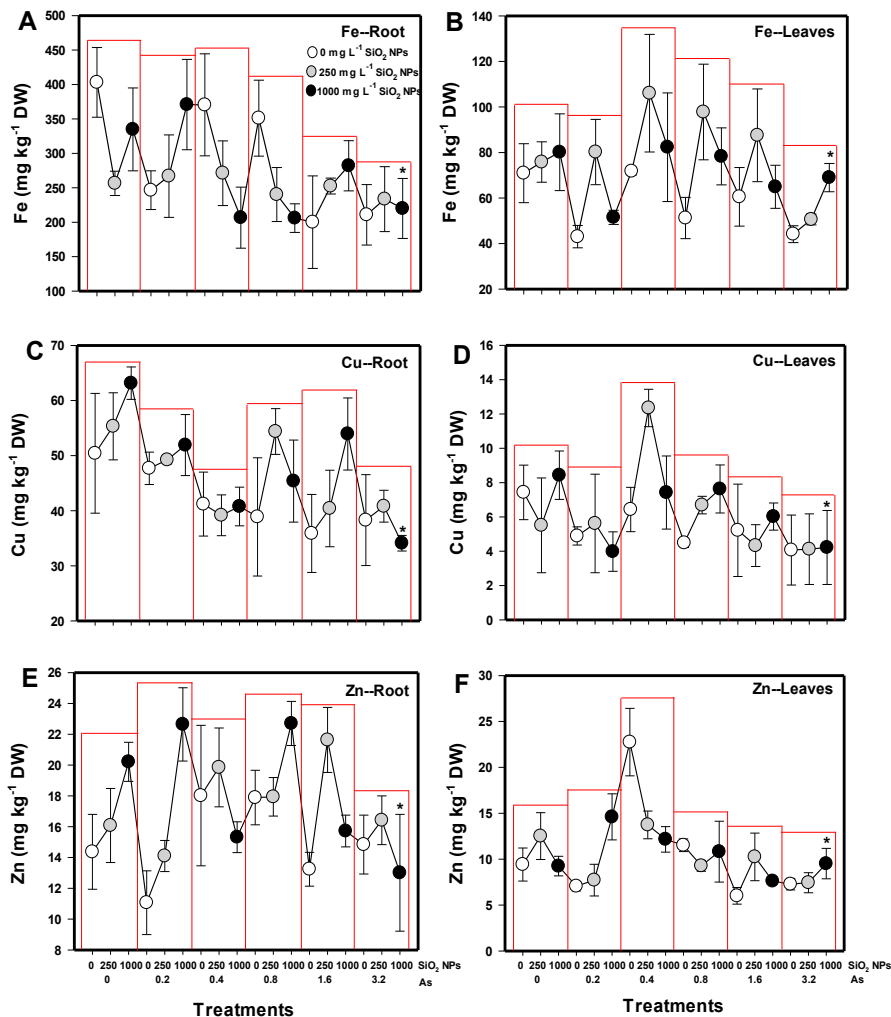 A
Fe--Root
500
450
400
350
300
250
200
150
100
Fe (mg kg⁻¹ DW)
0 mg L⁻¹ SiO₂ NPs
250 mg L⁻¹ SiO₂ NPs
1000 mg L⁻¹ SiO₂ NPs
*
B
Fe--Leaves
140
120
100
80
60
40
20
Fe (mg kg⁻¹ DW)
*
C
Cu--Root
70
60
50
40
30
20
Cu (mg kg⁻¹ DW)
*
D
Cu--Leaves
16
14
12
10
8
6
4
2
0
Cu (mg kg⁻¹ DW)
*
E
Zn--Root
26
24
22
20
18
16
14
12
10
8
Zn (mg kg⁻¹ DW)
*
0 250 1000 0 250 1000 0 250 1000 0 250 1000 0 250 1000 0 250 1000 SiO₂ NPs
0 0.2 0.4 0.8 1.6 3.2 As
Treatments
F
Zn--Leaves
30
25
20
15
10
5
0
Zn (mg kg⁻¹ DW)
*
0 250 1000 0 250 1000 0 250 1000 0 250 1000 0 250 1000 0 250 1000 SiO₂ NPs
0 0.2 0.4 0.8 1.6 3.2 As
Treatments